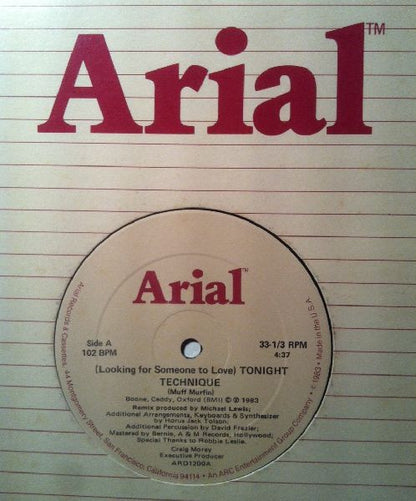 Arial™
Arial™
Side A
102 BPM
33-1/3 RPM
4:37
(Looking for Someone to Love) TONIGHT
TECHNIQUE
(Muff Murfin)
Boone, Caddy, Oxford (BMI) © ℗ 1983
Remix produced by Michael Lewis;
Additional Arrangements, Keyboards & Synthesizer
by Horus Jack Tolson;
Additional Percussion by David Frazier;
Mastered by Bernie, A & M Records, Hollywood;
Special Thanks to Robbie Leslie.
Craig Morey
Executive Producer
ARD1200A
Arial Records & Cassettes, 44 Montgomery Street, San Francisco, California 94114 • An ARC Entertainment Group Company • c 1983 • Made in the U S A